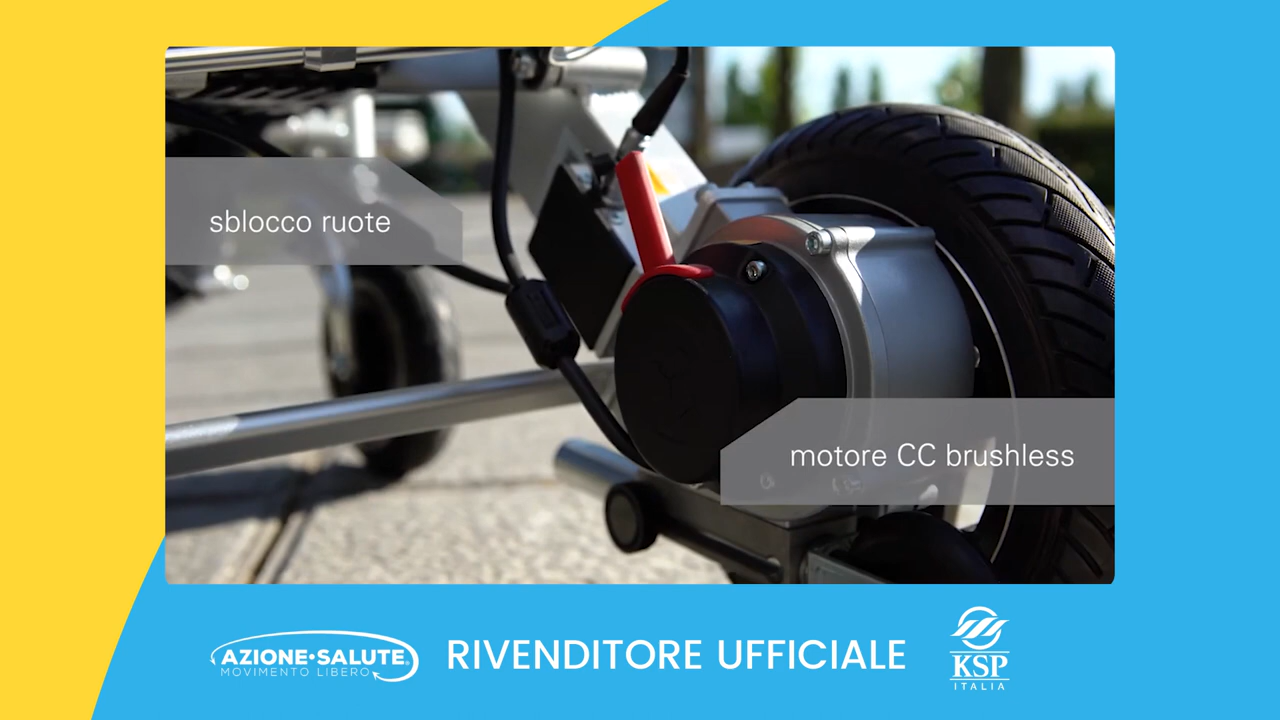 sblocco ruote
motore CC brushless
AZIONE•SALUTE®
MOVIMENTO LIBERO
RIVENDITORE UFFICIALE
KSP
ITALIA